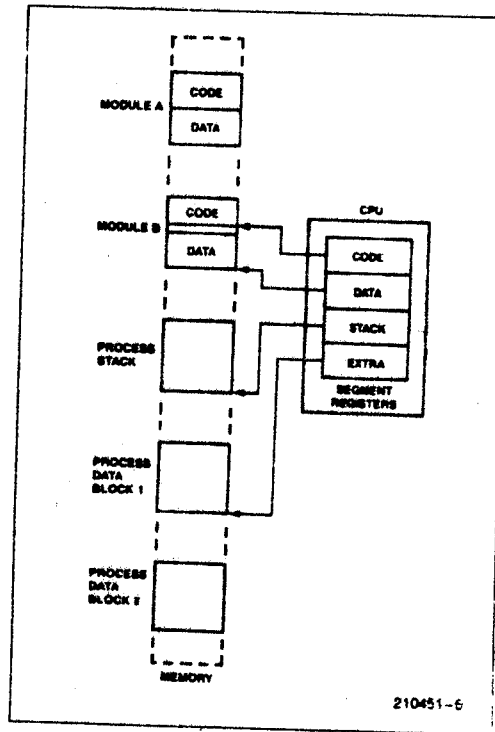 MODULE A
CODE
DATA
MODULE B
CODE
DATA
CPU
CODE
DATA
STACK
EXTRA
SEGMENT
REGISTERS
PROCESS
STACK
PROCESS
DATA
BLOCK 1
PROCESS
DATA
BLOCK 2
MEMORY
210451-6